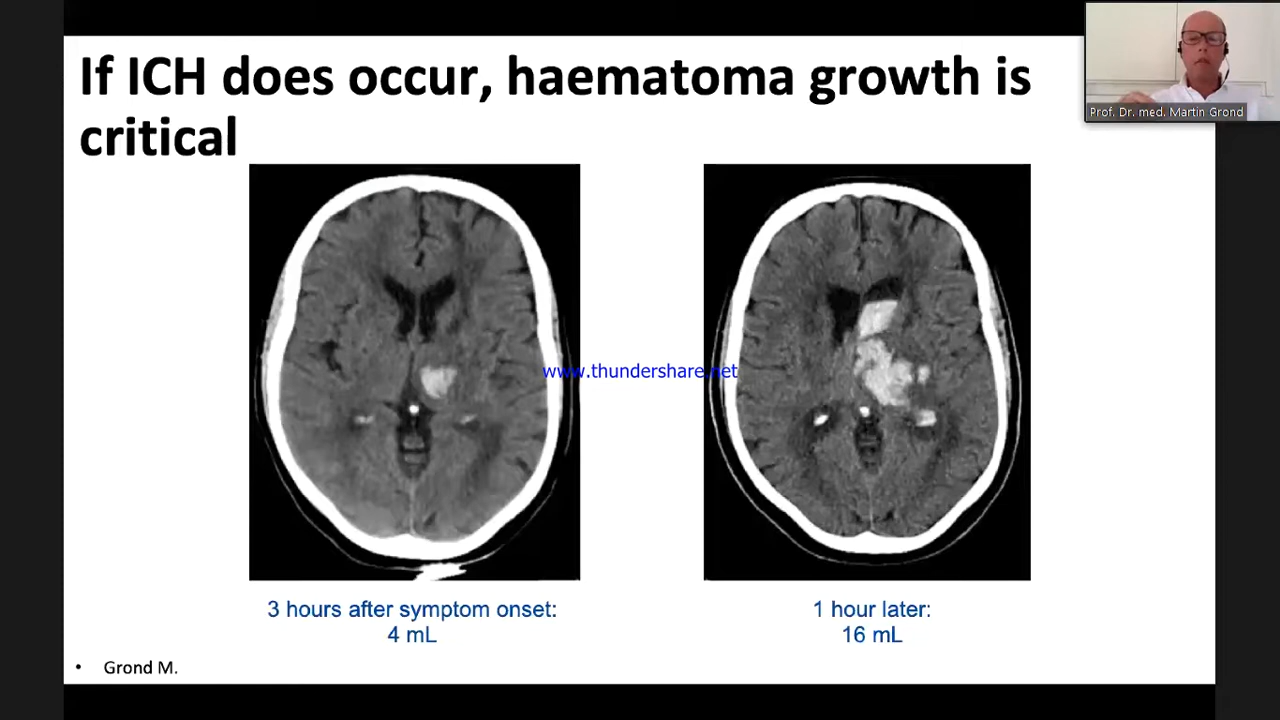 If ICH does occur, haematoma growth is
critical
Prof. Dr. med. Martin Grond
www.thundershare.net
3 hours after symptom onset:
4 mL
1 hour later:
16 mL
• Grond M.